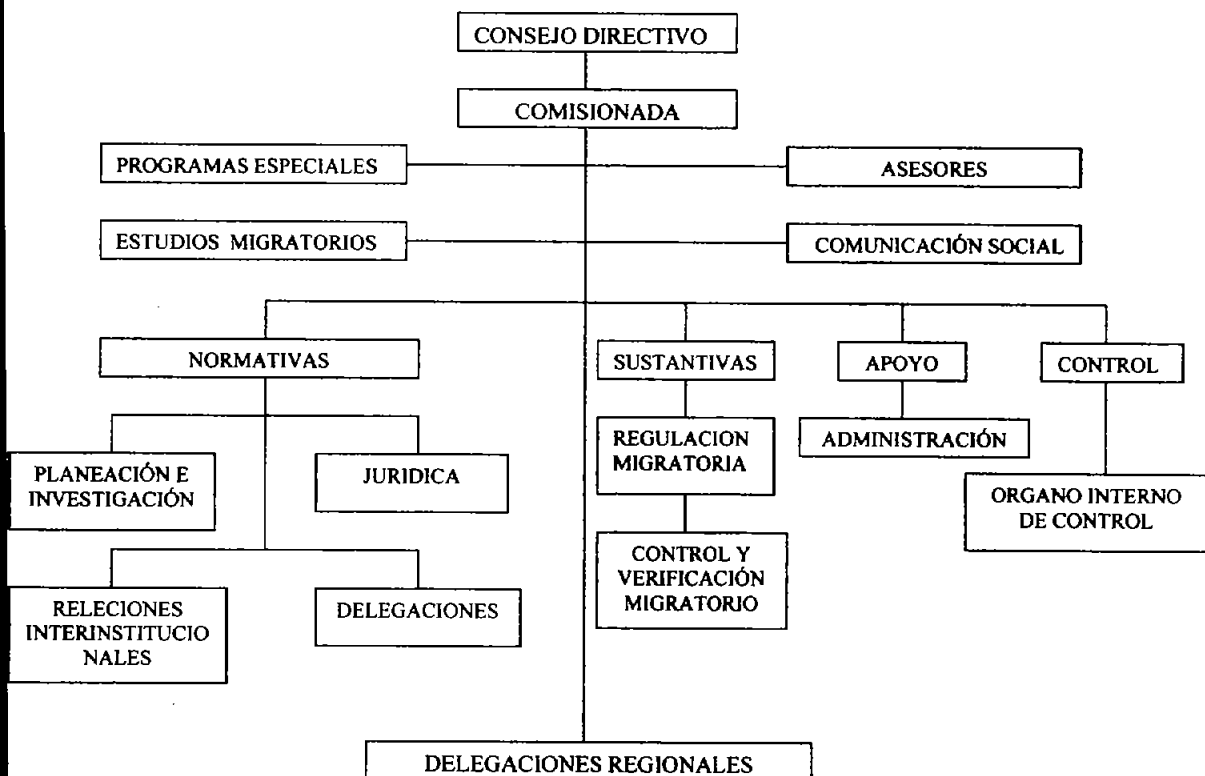 CONSEJO DIRECTIVO
COMISIONADA
PROGRAMAS ESPECIALES
ASESORES
ESTUDIOS MIGRATORIOS
COMUNICACIÓN SOCIAL
NORMATIVAS
SUSTANTIVAS
APOYO
CONTROL
PLANEACIÓN E
INVESTIGACIÓN
JURIDICA
REGULACION
MIGRATORIA
ADMINISTRACIÓN
ORGANO INTERNO
DE CONTROL
RELECIONES
INTERINSTITUCIO
NALES
DELEGACIONES
CONTROL Y
VERIFICACIÓN
MIGRATORIO
DELEGACIONES REGIONALES